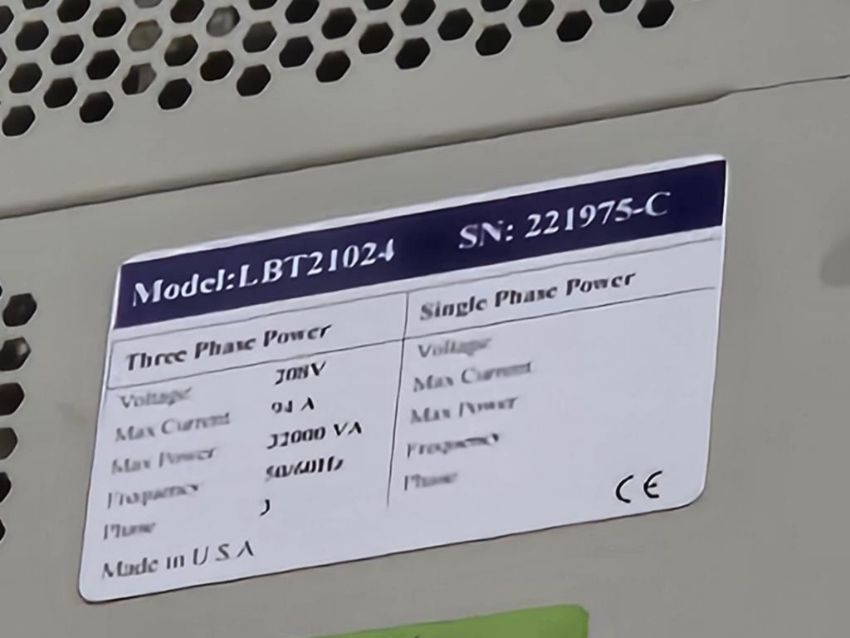 Model:LBT21024 SN: 221975-C
Three Phase Power Single Phase Power
Voltage 208V Voltage
Max Current Max Current
Max Power 32000 VA Max Power
Frequency 50/60Hz Frequency
Phase 3 Phase
Made in U.S.A CE